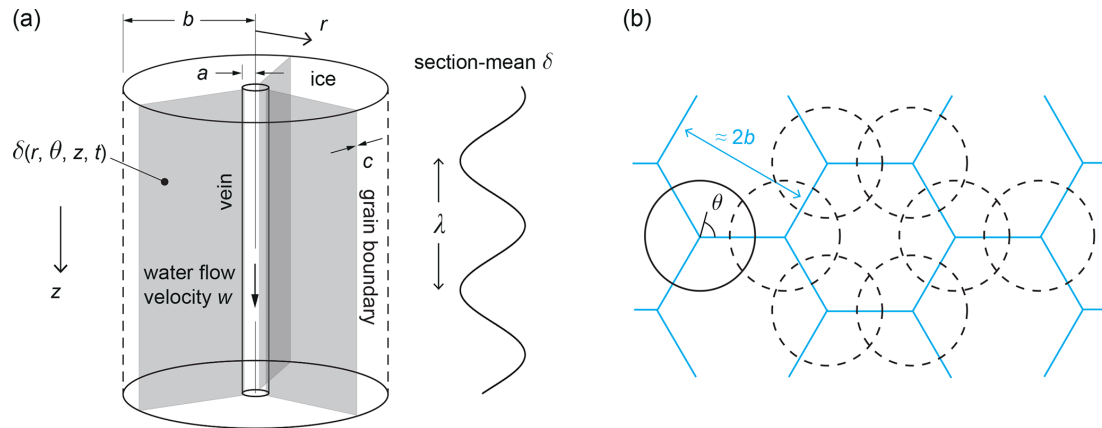 (a)
b
r
a
ice
section-mean δ
δ(r, θ, z, t)
c
vein
grain boundary
λ
water flow
velocity w
z
(b)
≈ 2b
θ